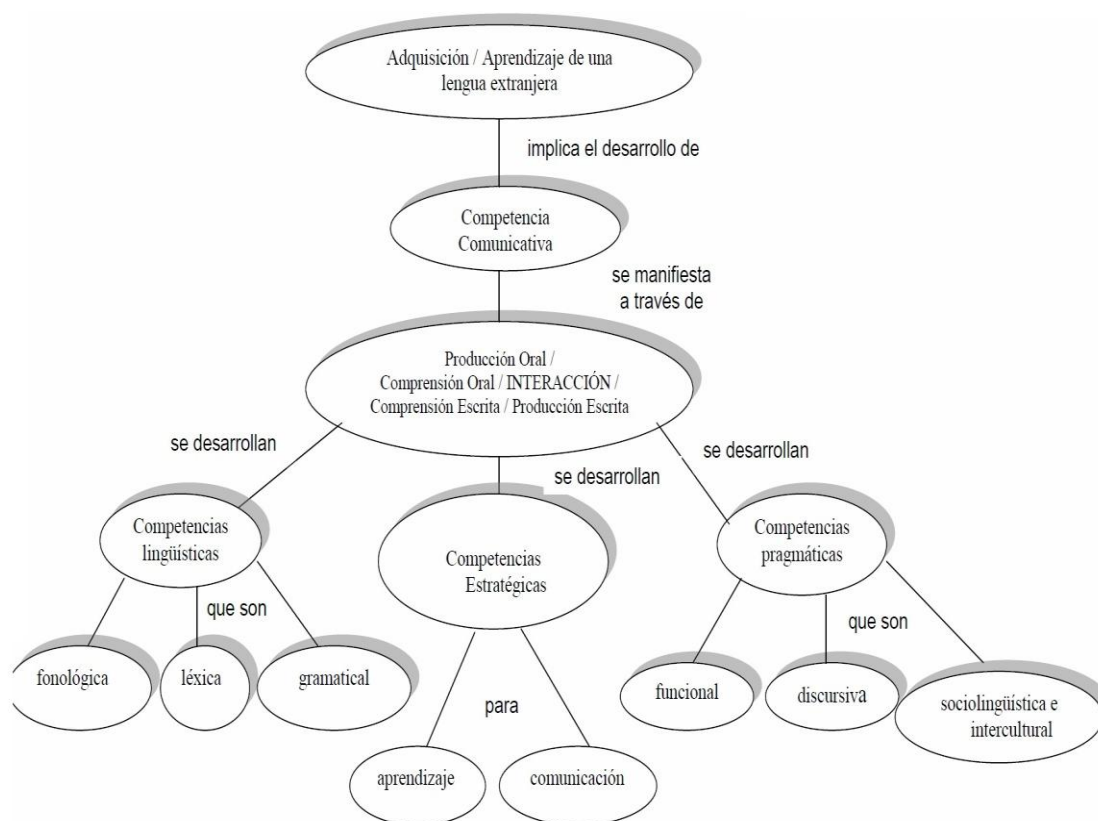 Adquisición / Aprendizaje de una
lengua extranjera
implica el desarrollo de
Competencia
Comunicativa
se manifiesta
a través de
Producción Oral /
Comprensión Oral / INTERACCIÓN /
Comprensión Escrita / Producción Escrita
se desarrollan
se desarrollan
se desarrollan
Competencias
lingüísticas
Competencias
Estratégicas
Competencias
pragmáticas
que son
fonológica
léxica
gramatical
para
aprendizaje
comunicación
que son
funcional
discursiva
sociolingüística e
intercultural